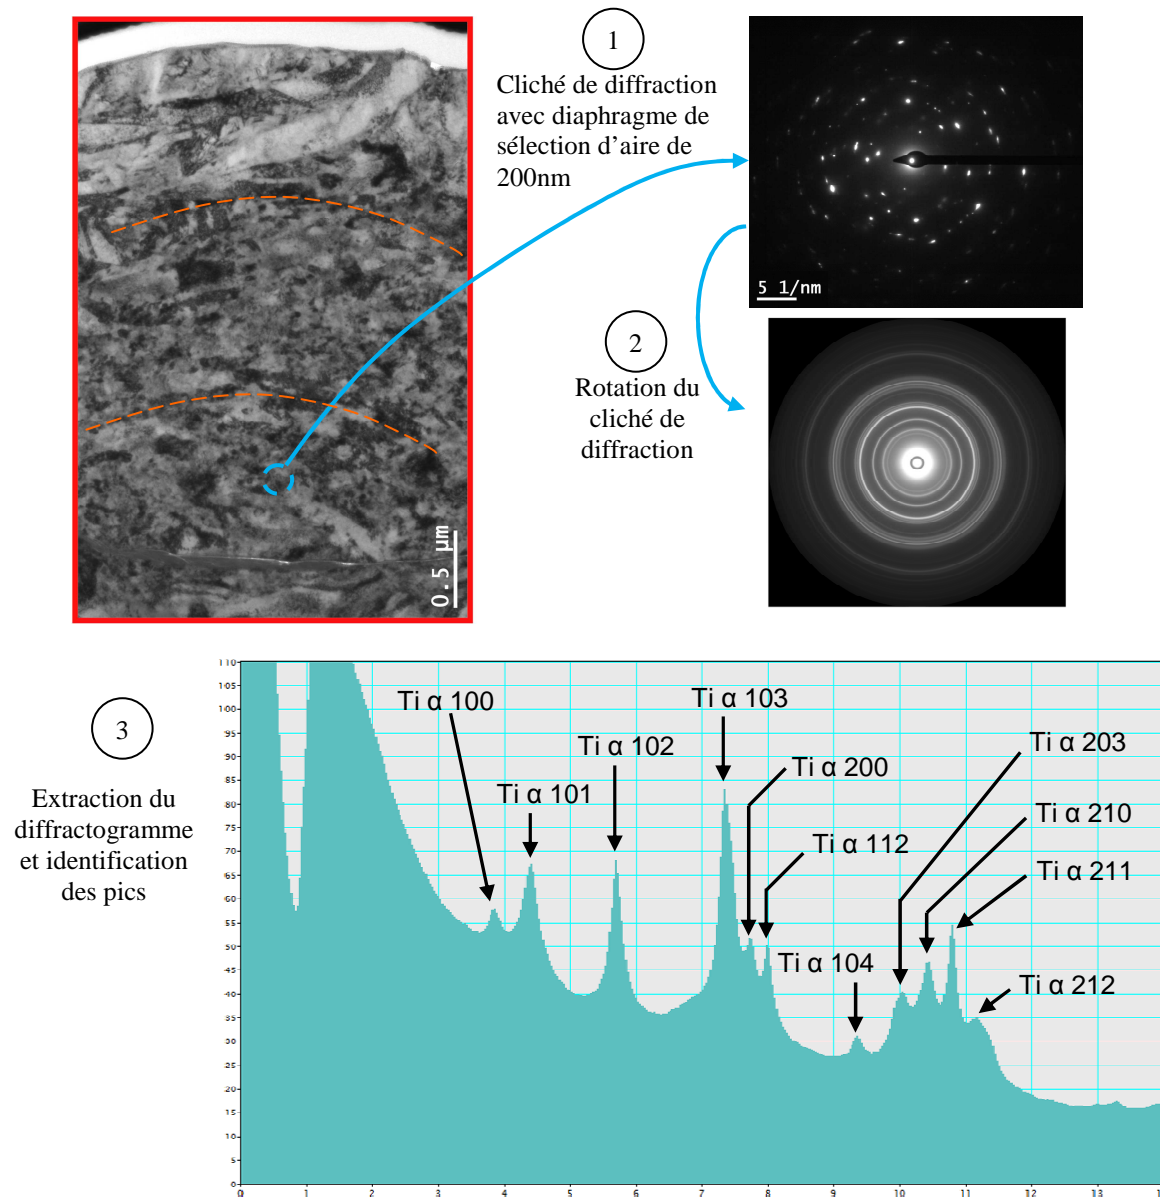 1
Cliché de diffraction
avec diaphragme de
sélection d’aire de
200nm
5 1/nm
2
Rotation du
cliché de
diffraction
0.5 µm
3
Extraction du
diffractogramme
et identification
des pics
Ti α 100
Ti α 101
Ti α 102
Ti α 103
Ti α 200
Ti α 112
Ti α 104
Ti α 203
Ti α 210
Ti α 211
Ti α 212
110
105
100
95
90
85
80
75
70
65
60
55
50
45
40
35
30
25
20
15
10
5
0
0 1 2 3 4 5 6 7 8 9 10 11 12 13